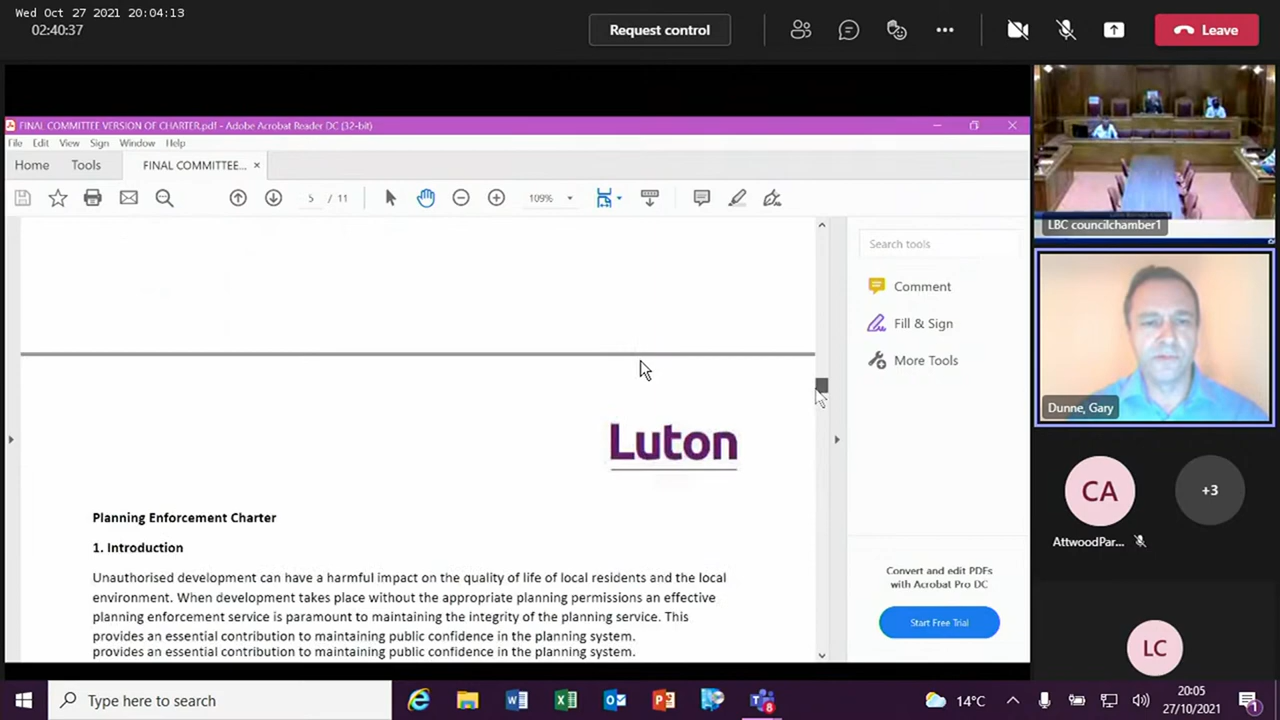 Wed Oct 27 2021 20:04:13
02:40:37
Request control
Leave
FINAL COMMITTEE VERSION OF CHARTER.pdf - Adobe Acrobat Reader DC (32-bit)
File Edit View Sign Window Help
Home Tools FINAL COMMITTEE...
5 / 11 109%
Search tools
Comment
Fill & Sign
More Tools
Convert and edit PDFs
with Acrobat Pro DC
Start Free Trial
Luton
Planning Enforcement Charter
1. Introduction
Unauthorised development can have a harmful impact on the quality of life of local residents and the local
environment. When development takes place without the appropriate planning permissions an effective
planning enforcement service is paramount to maintaining the integrity of the planning service. This
provides an essential contribution to maintaining public confidence in the planning system.
provides an essential contribution to maintaining public confidence in the planning system.
LBC councilchamber1
Dunne, Gary
CA
+3
AttwoodPar...
LC
Type here to search
14°C
20:05
27/10/2021